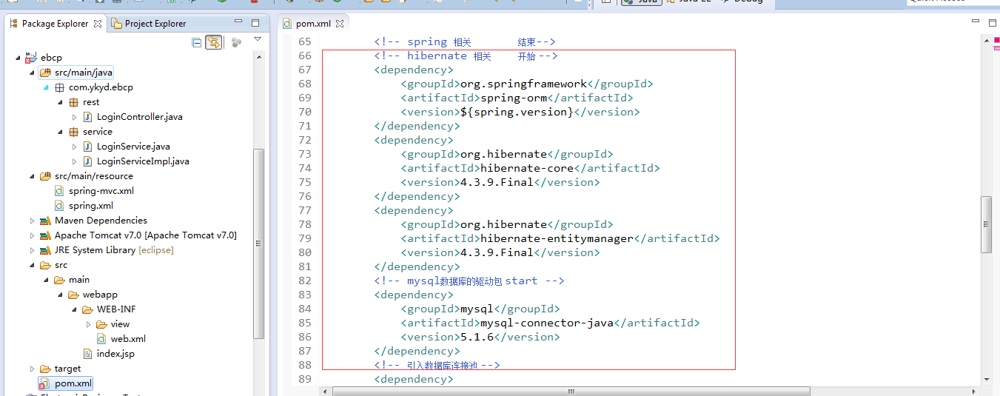 Java
Java EE
Debug
Quick Access
Package Explorer
Project Explorer
ebcp
src/main/java
com.ykyd.ebcp
rest
LoginController.java
service
LoginService.java
LoginServiceImpl.java
src/main/resource
spring-mvc.xml
spring.xml
Maven Dependencies
Apache Tomcat v7.0 [Apache Tomcat v7.0]
JRE System Library [eclipse]
src
main
webapp
WEB-INF
view
web.xml
index.jsp
target
pom.xml
pom.xml
65 <!-- spring 相关 结束-->
66 <!-- hibernate 相关 开始 -->
67 <dependency>
68 <groupId>org.springframework</groupId>
69 <artifactId>spring-orm</artifactId>
70 <version>${spring.version}</version>
71 </dependency>
72 <dependency>
73 <groupId>org.hibernate</groupId>
74 <artifactId>hibernate-core</artifactId>
75 <version>4.3.9.Final</version>
76 </dependency>
77 <dependency>
78 <groupId>org.hibernate</groupId>
79 <artifactId>hibernate-entitymanager</artifactId>
80 <version>4.3.9.Final</version>
81 </dependency>
82 <!-- mysql数据库的驱动包 start -->
83 <dependency>
84 <groupId>mysql</groupId>
85 <artifactId>mysql-connector-java</artifactId>
86 <version>5.1.6</version>
87 </dependency>
88 <!-- 引入数据库连接池 -->
89 <dependency>